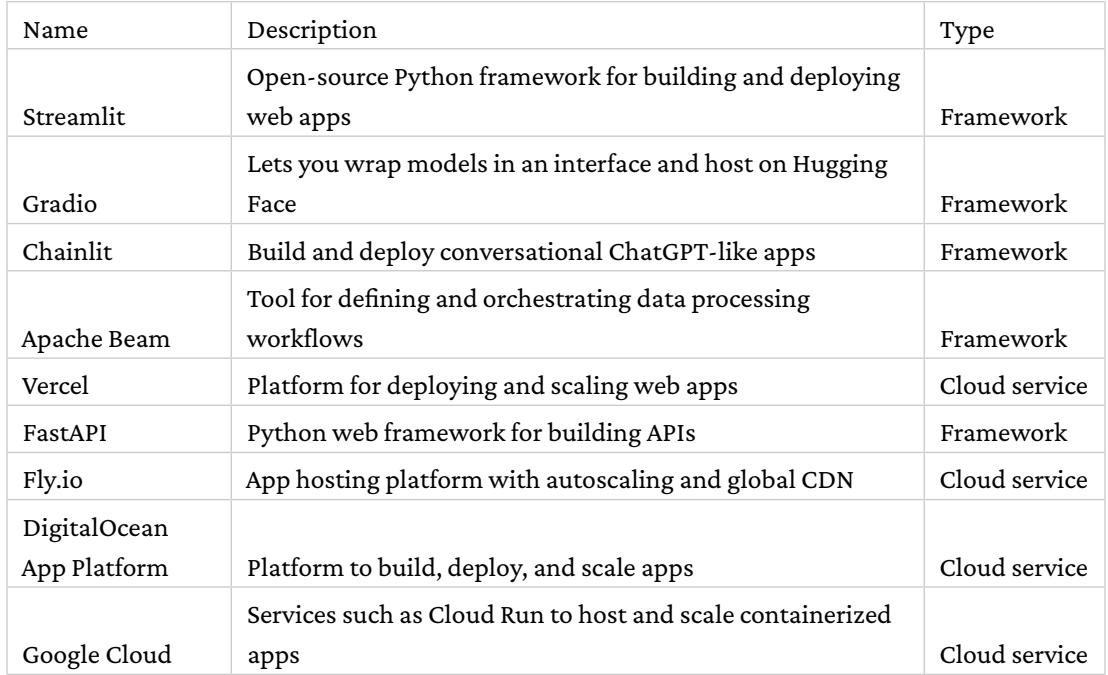 Name Description Type
Open-source Python framework for building and deploying
Streamlit web apps Framework
Lets you wrap models in an interface and host on Hugging
Gradio Face Framework
Chainlit Build and deploy conversational ChatGPT-like apps Framework
Tool for defining and orchestrating data processing
Apache Beam workflows Framework
Vercel Platform for deploying and scaling web apps Cloud service
FastAPI Python web framework for building APIs Framework
Fly.io App hosting platform with autoscaling and global CDN Cloud service
DigitalOcean
App Platform Platform to build, deploy, and scale apps Cloud service
Services such as Cloud Run to host and scale containerized
Google Cloud apps Cloud service